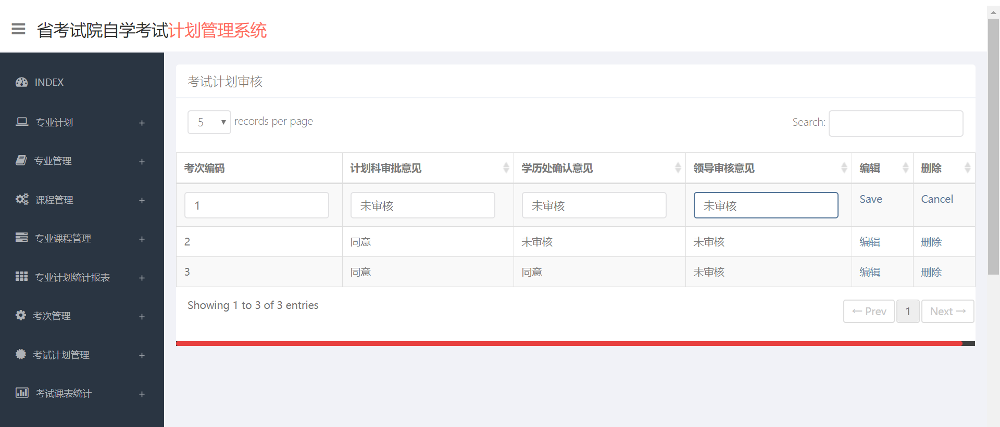 省考试院自学考试计划管理系统
INDEX
专业计划 +
专业管理 +
课程管理 +
专业课程管理 +
专业计划统计报表 +
考次管理 +
考试计划管理 +
考试课表统计 +
考试计划审核
5 records per page
Search:
考次编码 计划科审批意见 学历处确认意见 领导审核意见 编辑 删除
1 未审核 未审核 未审核 Save Cancel
2 同意 未审核 未审核 编辑 删除
3 同意 同意 未审核 编辑 删除
Showing 1 to 3 of 3 entries
← Prev 1 Next →